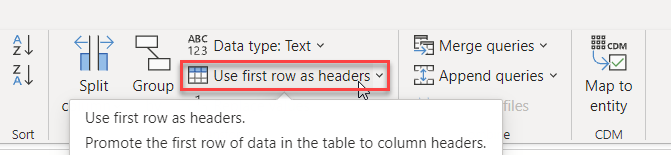 A
Z
Z
A
Sort
Split
Group
ABC
123
Data type: Text
Use first row as headers
Merge queries
Append queries
files
CDM
Map to
entity
CDM
Use first row as headers.
Promote the first row of data in the table to column headers.